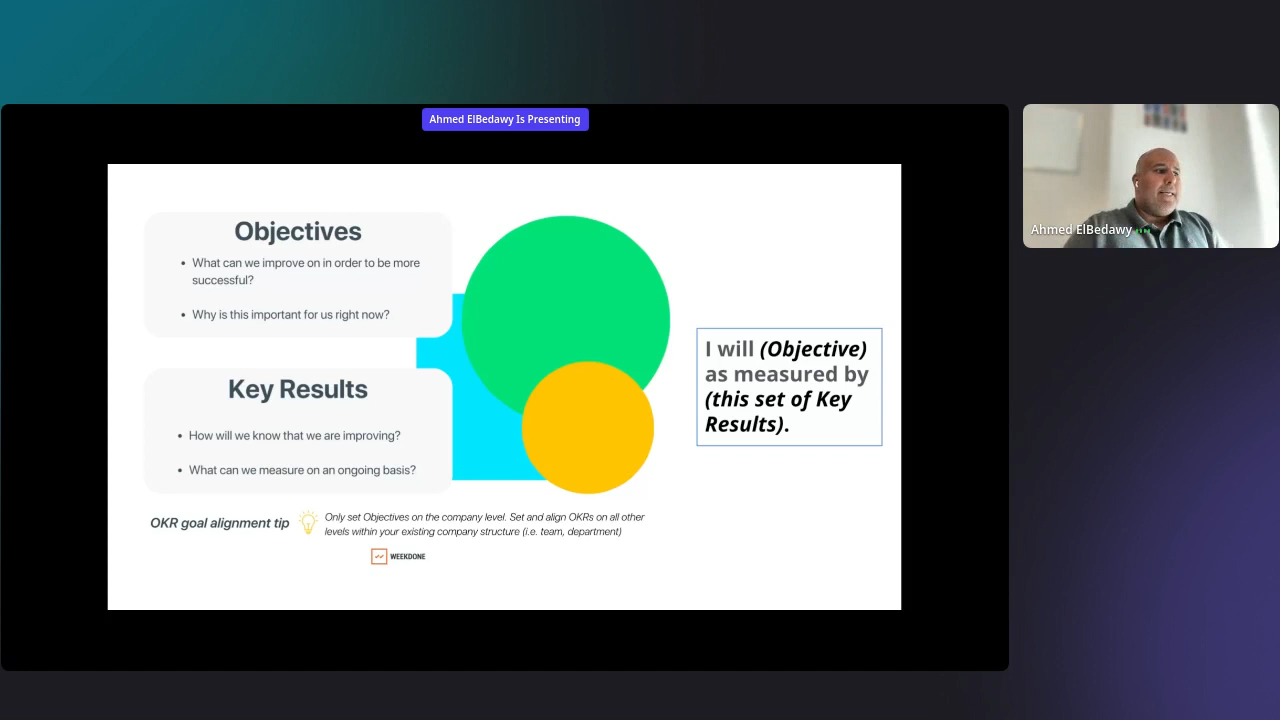 Ahmed ElBedawy Is Presenting
Objectives
• What can we improve on in order to be more
successful?
• Why is this important for us right now?
Key Results
• How will we know that we are improving?
• What can we measure on an ongoing basis?
I will (Objective)
as measured by
(this set of Key
Results).
OKR goal alignment tip
Only set Objectives on the company level. Set and align OKRs on all other
levels within your existing company structure (i.e. team, department)
WEEKDONE
Ahmed ElBedawy